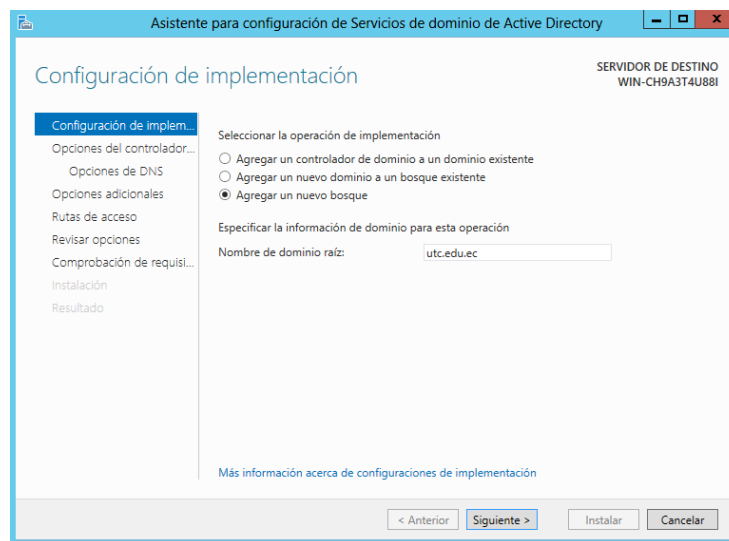 Asistente para configuración de Servicios de dominio de Active Directory
Configuración de implementación
SERVIDOR DE DESTINO
WIN-CH9A3T4U88I
Configuración de implem...
Opciones del controlador...
Opciones de DNS
Opciones adicionales
Rutas de acceso
Revisar opciones
Comprobación de requisi...
Instalación
Resultado
Seleccionar la operación de implementación
Agregar un controlador de dominio a un dominio existente
Agregar un nuevo dominio a un bosque existente
Agregar un nuevo bosque
Especificar la información de dominio para esta operación
Nombre de dominio raíz: utc.edu.ec
Más información acerca de configuraciones de implementación
< Anterior Siguiente > Instalar Cancelar